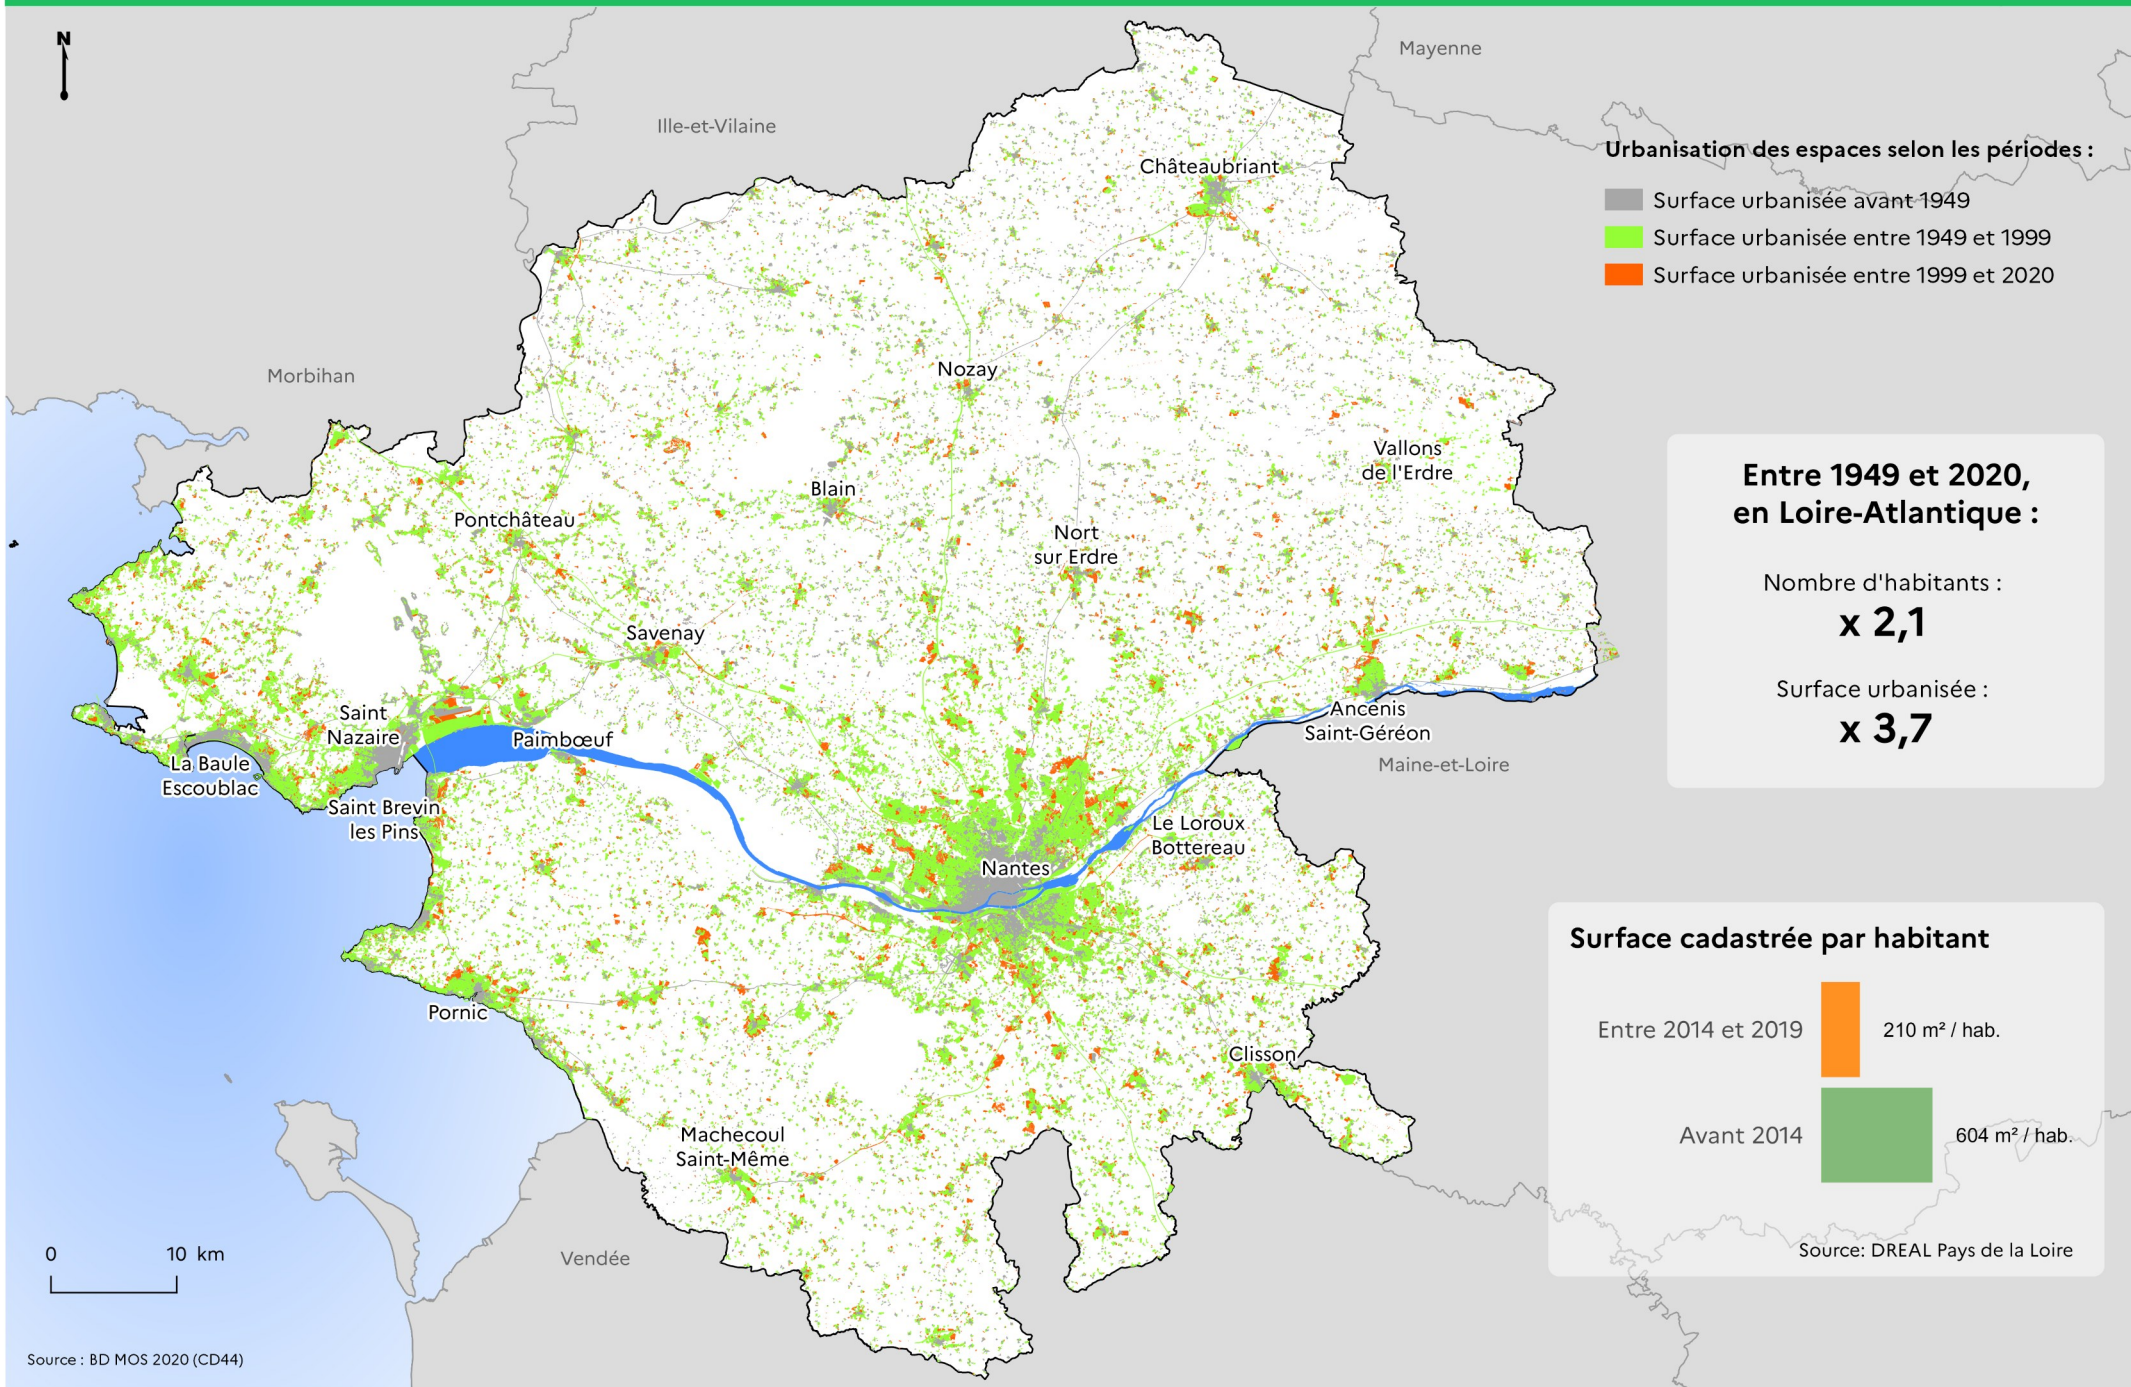 N
Mayenne
Ille-et-Vilaine
Urbanisation des espaces selon les périodes :
Châteaubriant
Surface urbanisée avant 1949
Surface urbanisée entre 1949 et 1999
Surface urbanisée entre 1999 et 2020
Morbihan
Nozay
Vallons
de l'Erdre
Entre 1949 et 2020,
en Loire-Atlantique :
Blain
Pontchâteau
Nort
sur Erdre
Nombre d'habitants :
x 2,1
Savenay
Surface urbanisée :
x 3,7
Saint
Nazaire
Paimbœuf
Ancenis
Saint-Géréon
Maine-et-Loire
La Baule
Escoublac
Saint Brevin
les Pins
Le Loroux
Bottereau
Nantes
Surface cadastrée par habitant
Pornic
Entre 2014 et 2019
210 m² / hab.
Clisson
Machecoul
Saint-Même
Avant 2014
604 m² / hab.
0 10 km
Vendée
Source: DREAL Pays de la Loire
Source : BD MOS 2020 (CD44)